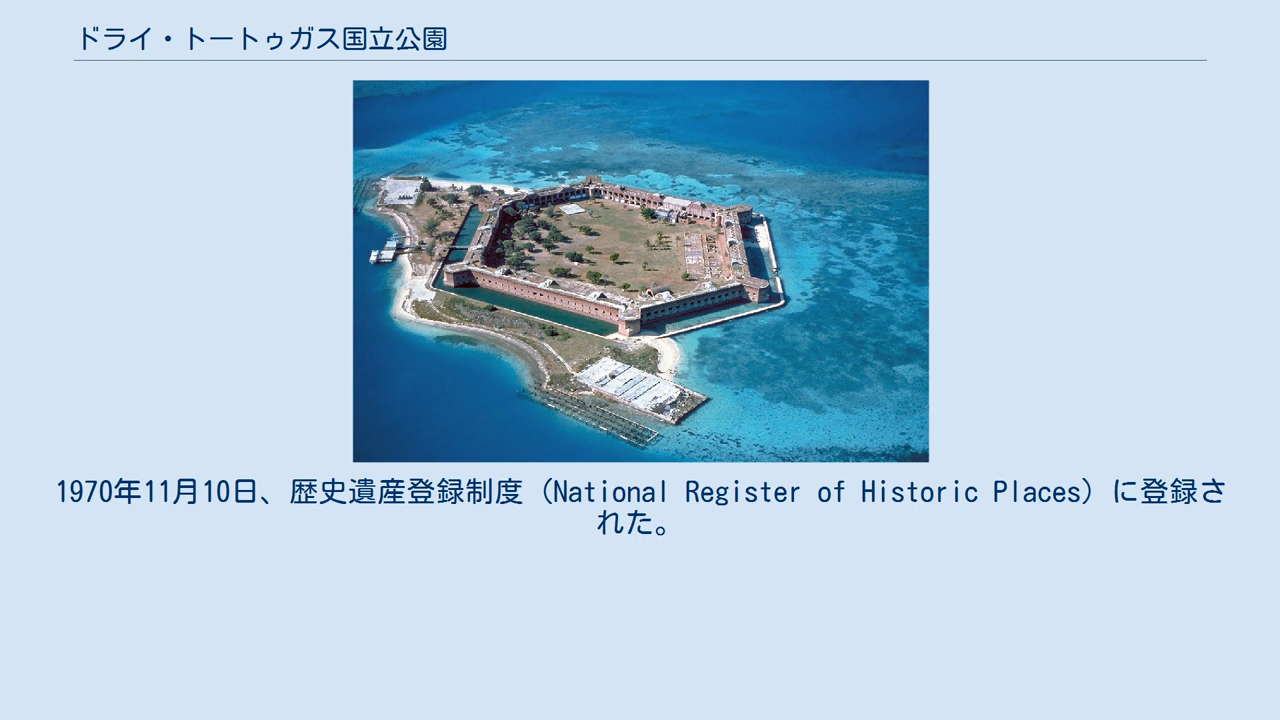 ドライ・トートゥガス国立公園
1970年11月10日、歴史遺産登録制度（National Register of Historic Places）に登録さ
れた。